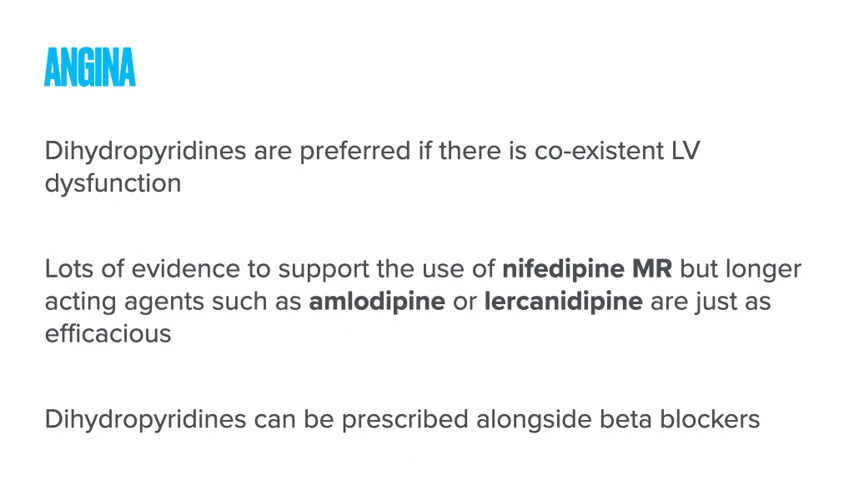 ANGINA
Dihydropyridines are preferred if there is co-existent LV
dysfunction
Lots of evidence to support the use of nifedipine MR but longer
acting agents such as amlodipine or lercanidipine are just as
efficacious
Dihydropyridines can be prescribed alongside beta blockers